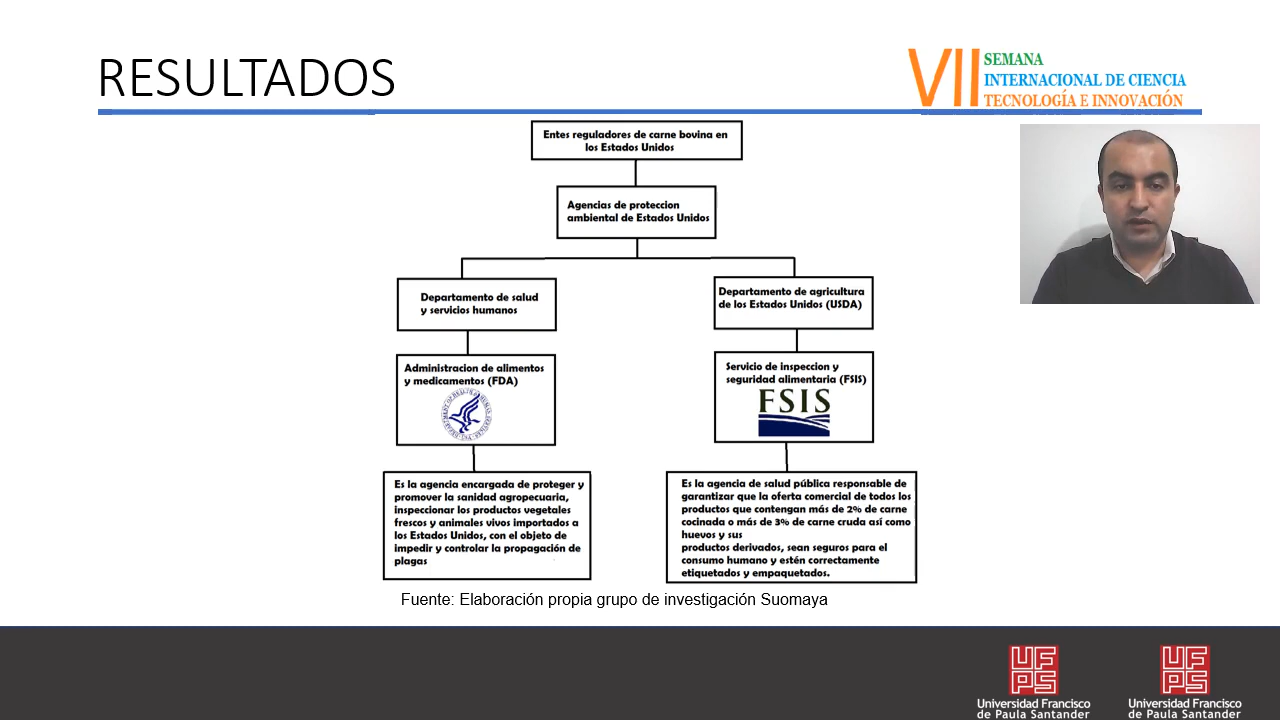 RESULTADOS
VII
SEMANA
INTERNACIONAL DE CIENCIA
TECNOLOGÍA E INNOVACIÓN
Entes reguladores de carne bovina en
los Estados Unidos
Agencias de proteccion
ambiental de Estados Unidos
Departamento de salud
y servicios humanos
Departamento de agricultura
de los Estados Unidos (USDA)
Administracion de alimentos
y medicamentos (FDA)
Servicio de inspeccion y
seguridad alimentaria (FSIS)
FSIS
Es la agencia encargada de proteger y
promover la sanidad agropecuaria,
inspeccionar los productos vegetales
frescos y animales vivos importados a
los Estados Unidos, con el objeto de
impedir y controlar la propagación de
plagas
Es la agencia de salud pública responsable de
garantizar que la oferta comercial de todos los
productos que contengan más de 2% de carne
cocinada o más de 3% de carne cruda así como
huevos y sus
productos derivados, sean seguros para el
consumo humano y estén correctamente
etiquetados y empaquetados.
Fuente: Elaboración propia grupo de investigación Suomaya
UF
PS
Universidad Francisco
de Paula Santander
UF
PS
Universidad Francisco
de Paula Santander